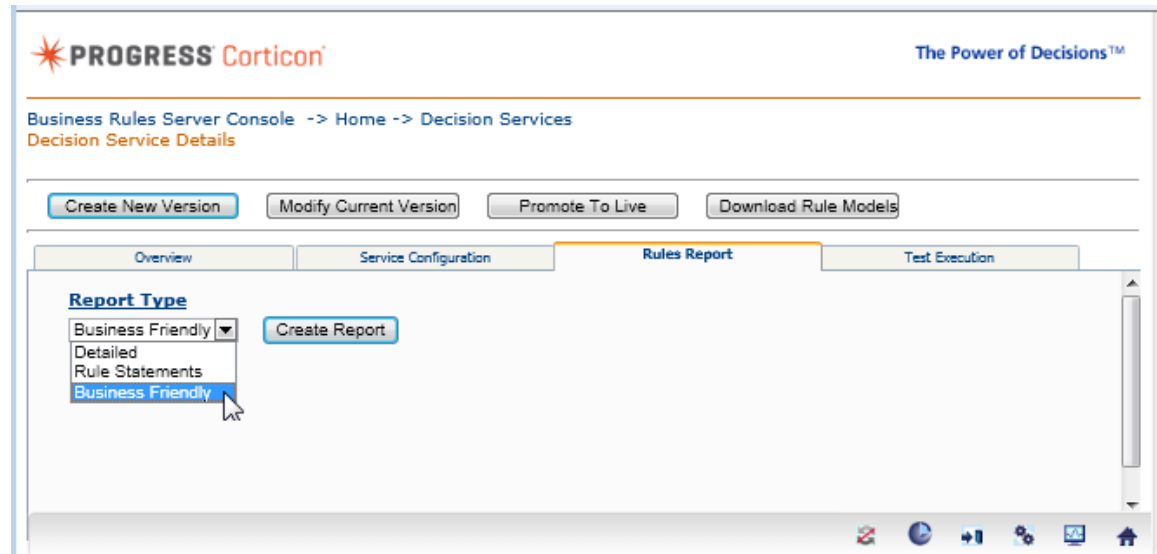 PROGRESS Corticon
The Power of Decisions™
Business Rules Server Console -> Home -> Decision Services
Decision Service Details
Create New Version
Modify Current Version
Promote To Live
Download Rule Models
Overview
Service Configuration
Rules Report
Test Execution
Report Type
Business Friendly
Create Report
Detailed
Rule Statements
Business Friendly